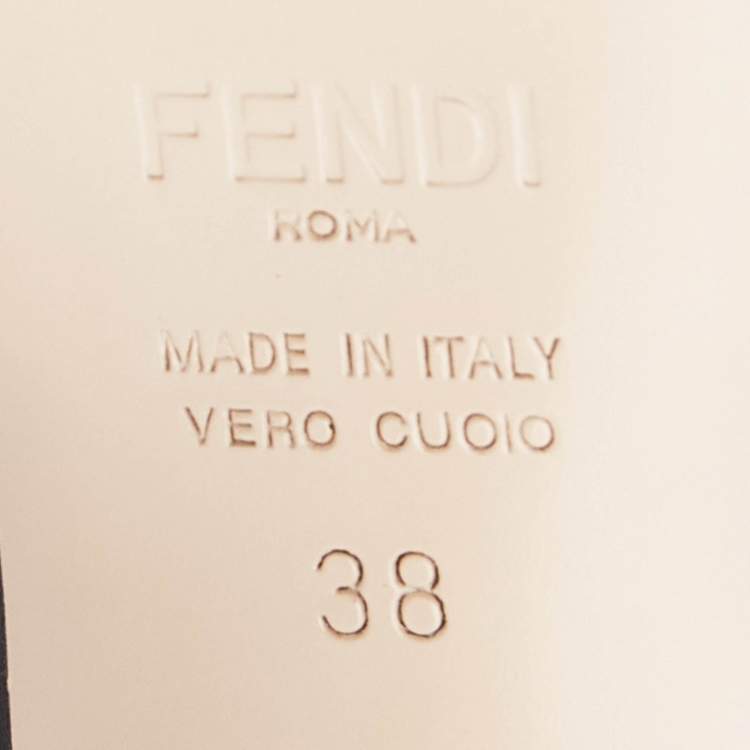 FENDI
ROMA
MADE IN ITALY
VERO CUOIO
38